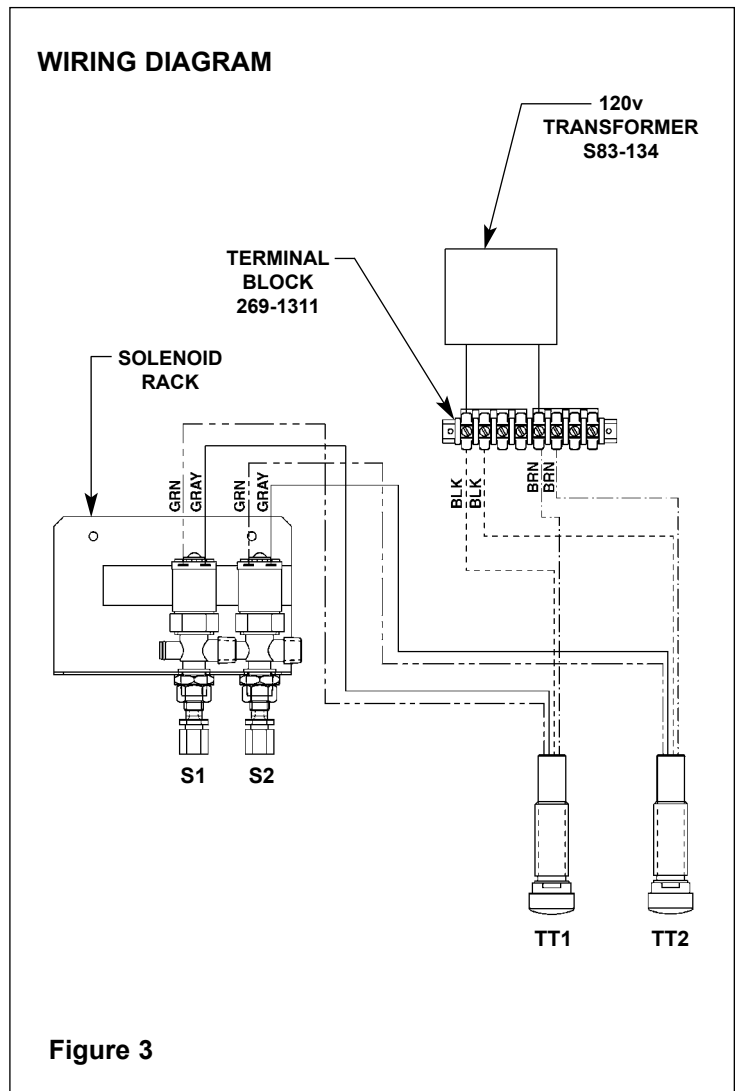 WIRING DIAGRAM
120v
TRANSFORMER
S83-134
TERMINAL
BLOCK
269-1311
SOLENOID
RACK
GRN
GRAY
GRN
GRAY
BLK
BLK
BRN
BRN
S1
S2
TT1
TT2
Figure 3